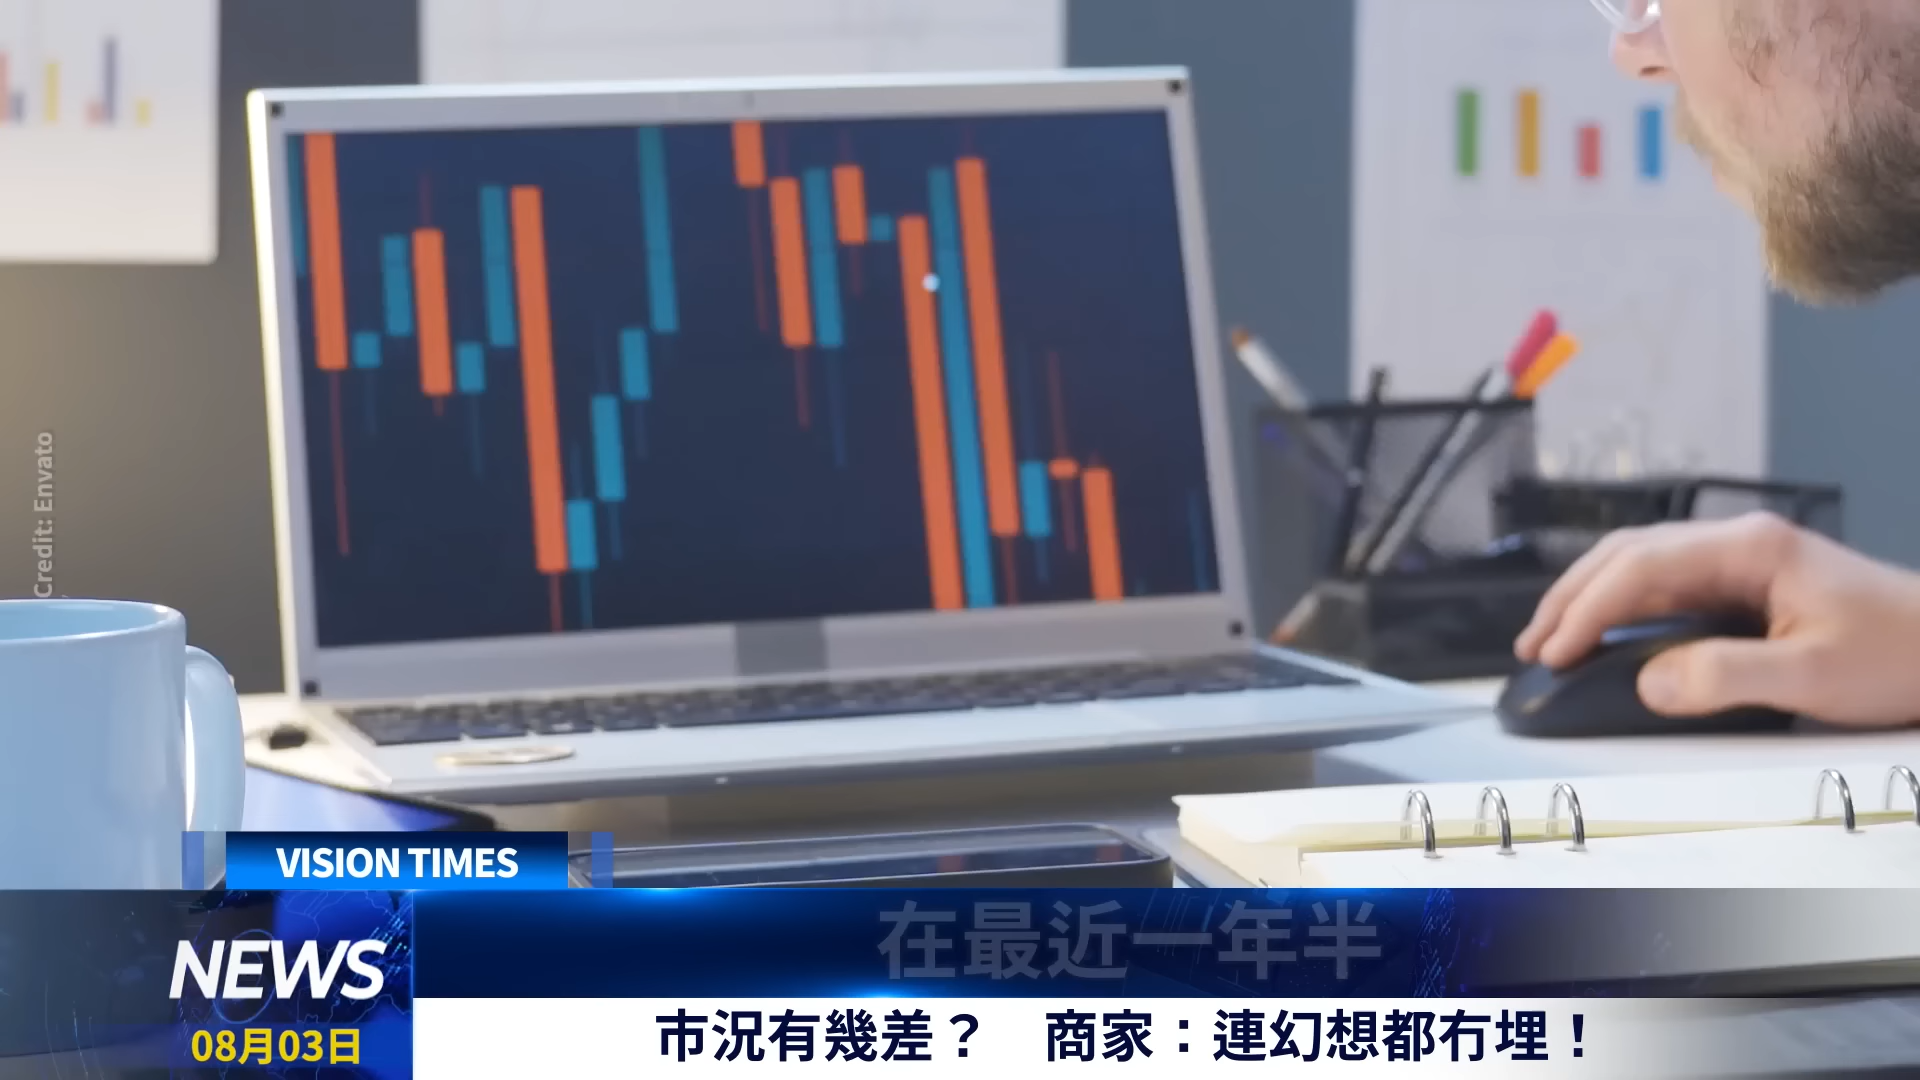 Credit: Envato
VISION TIMES
在最近一年半
NEWS
08月03日
市況有幾差？ 商家：連幻想都冇埋！